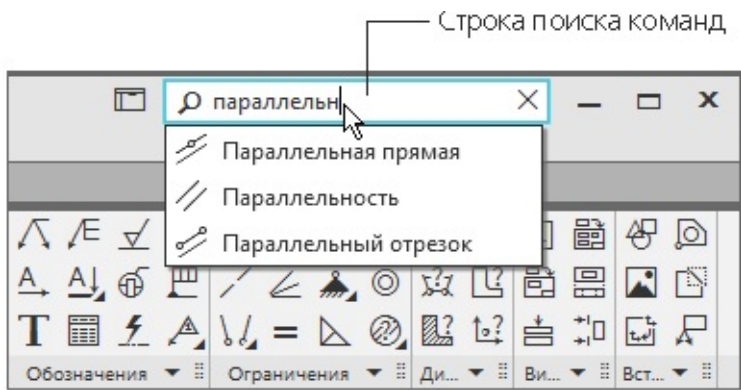 Строка поиска команд
параллельн
Параллельная прямая
Параллельность
Параллельный отрезок
Обозначения Ограничения Ди... Ви... Вст...